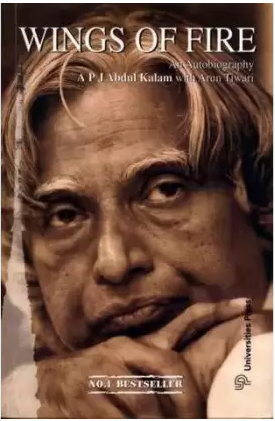 WINGS OF FIRE
An Autobiography
A P J Abdul Kalam with Arun Tiwari
Universities Press
NO.1 BESTSELLER